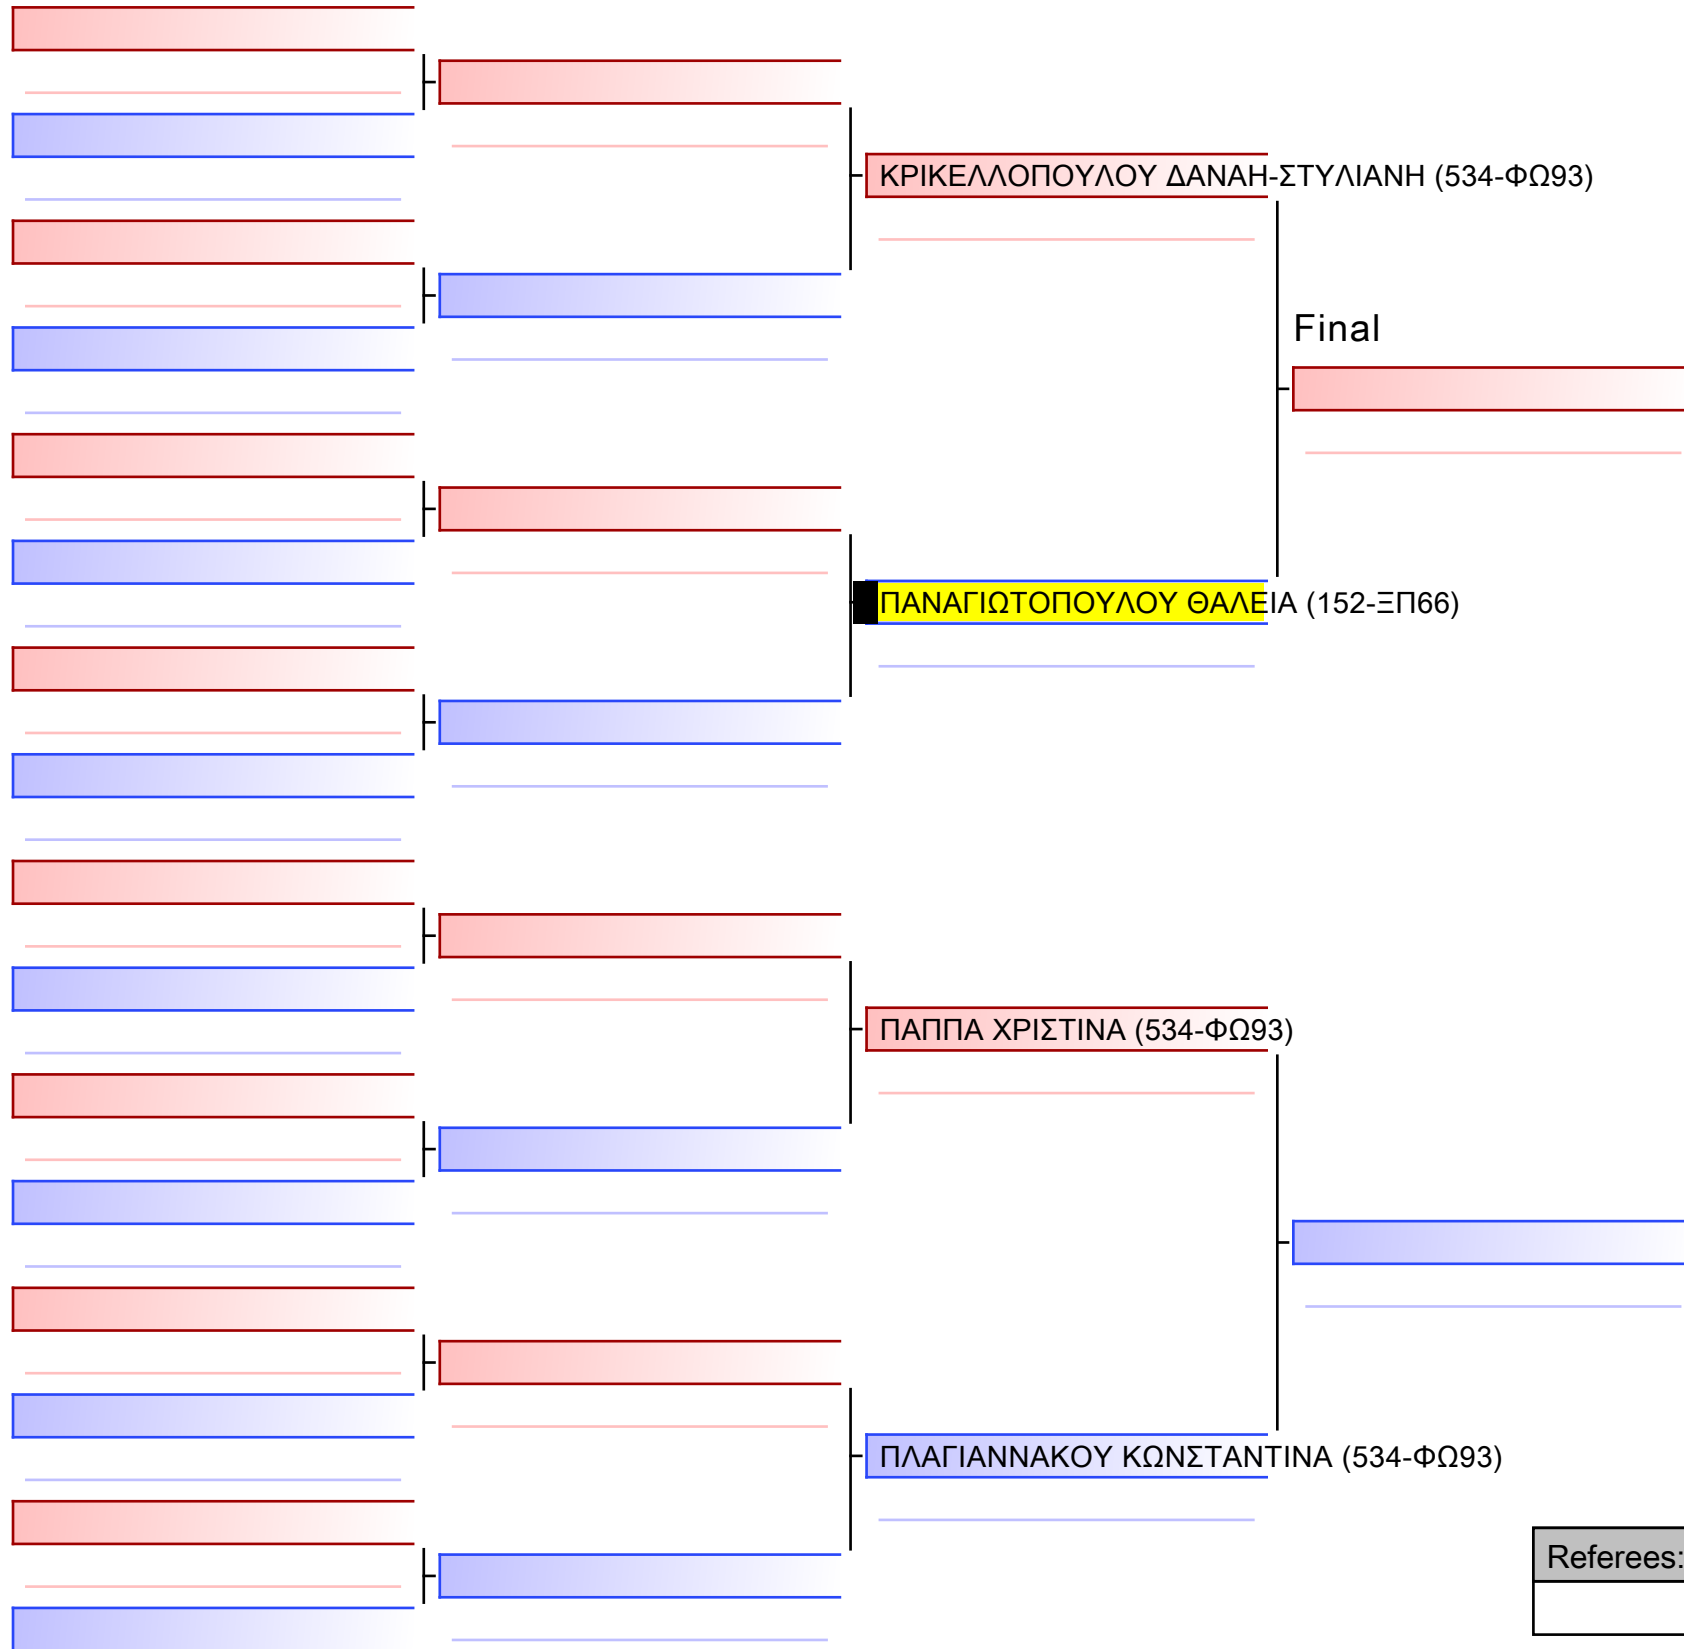 ΚΡΙΚΕΛΛΟΠΟΥΛΟΥ ΔΑΝΑΗ-ΣΤΥΛΙΑΝΗ (534-ΦΩ93)
Final
ΠΑΝΑΓΙΩΤΟΠΟΥΛΟΥ ΘΑΛΕΙΑ (152-ΞΠ66)
ΠΑΠΠΑ ΧΡΙΣΤΙΝΑ (534-ΦΩ93)
ΠΛΑΓΙΑΝΝΑΚΟΥ ΚΩΝΣΤΑΝΤΙΝΑ (534-ΦΩ93)
Referees: